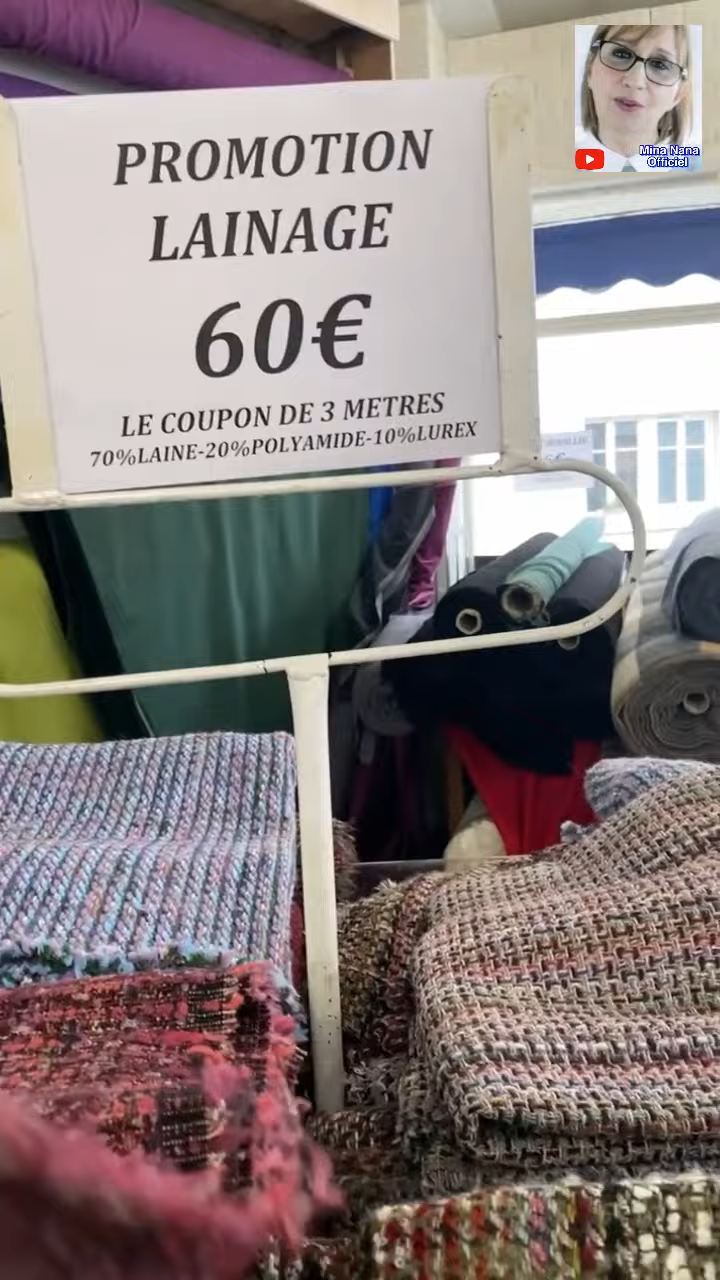 PROMOTION
LAINAGE
60€
LE COUPON DE 3 METRES
70%LAINE-20%POLYAMIDE-10%LUREX
Mina Nana
Officiel